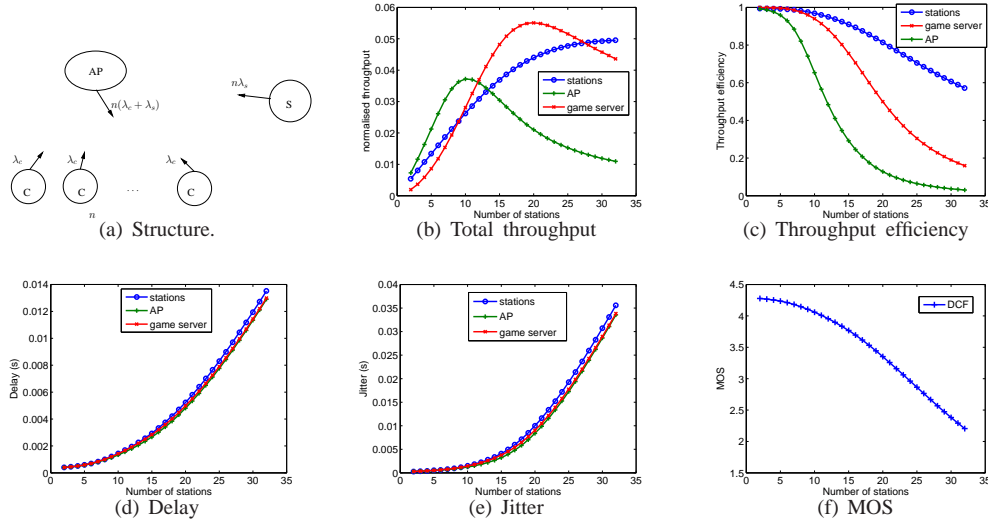 AP
n(λc + λs)
nλs
S
λc
λc
λc
C
C
C
...
n
(a) Structure.
0.06
0.05
0.04
0.03
0.02
0.01
0
normalised throughput
stations
AP
game server
0 5 10 15 20 25 30 35
Number of stations
(b) Total throughput
1
0.8
0.6
0.4
0.2
0
Throughput efficiency
stations
game server
AP
0 5 10 15 20 25 30 35
Number of stations
(c) Throughput efficiency
0.014
0.012
0.01
0.008
0.006
0.004
0.002
0
Delay (s)
stations
AP
game server
0 5 10 15 20 25 30 35
Number of stations
(d) Delay
0.04
0.035
0.03
0.025
0.02
0.015
0.01
0.005
0
Jitter (s)
stations
AP
game server
0 5 10 15 20 25 30 35
Number of stations
(e) Jitter
4.5
4
3.5
3
2.5
2
1.5
MOS
DCF
0 5 10 15 20 25 30 35
Number of stations
(f) MOS